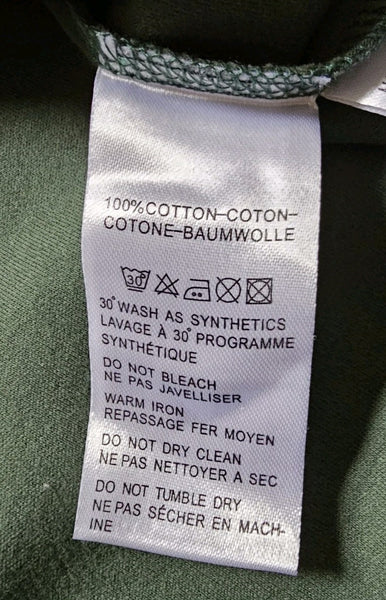 100%COTTON–COTON–
COTONE–BAUMWOLLE
30
30° WASH AS SYNTHETICS
LAVAGE À 30° PROGRAMME
SYNTHÉTIQUE
DO NOT BLEACH
NE PAS JAVELLISER
WARM IRON
REPASSAGE FER MOYEN
DO NOT DRY CLEAN
NE PAS NETTOYER A SEC
DO NOT TUMBLE DRY
NE PAS SÉCHER EN MACH-
INE